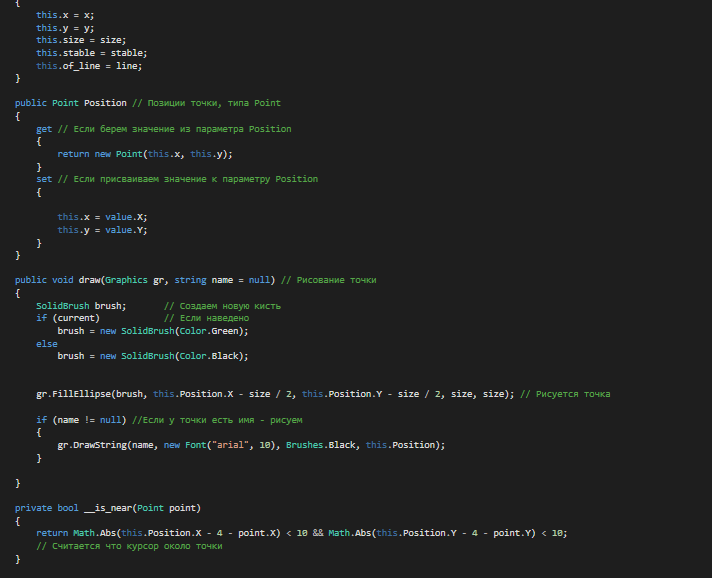 {
this.x = x;
this.y = y;
this.size = size;
this.stable = stable;
this.of_line = line;
}
public Point Position // Позиции точки, типа Point
{
get // Если берем значение из параметра Position
{
return new Point(this.x, this.y);
}
set // Если присваиваем значение к параметру Position
{
this.x = value.X;
this.y = value.Y;
}
}
public void draw(Graphics gr, string name = null) // Рисование точки
{
SolidBrush brush; // Создаем новую кисть
if (current) // Если наведено
brush = new SolidBrush(Color.Green);
else
brush = new SolidBrush(Color.Black);
gr.FillEllipse(brush, this.Position.X - size / 2, this.Position.Y - size / 2, size, size); // Рисуется точка
if (name != null) //Если у точки есть имя - рисуем
{
gr.DrawString(name, new Font("arial", 10), Brushes.Black, this.Position);
}
}
private bool __is_near(Point point)
{
return Math.Abs(this.Position.X - 4 - point.X) < 10 && Math.Abs(this.Position.Y - 4 - point.Y) < 10;
// Считается что курсор около точки
}